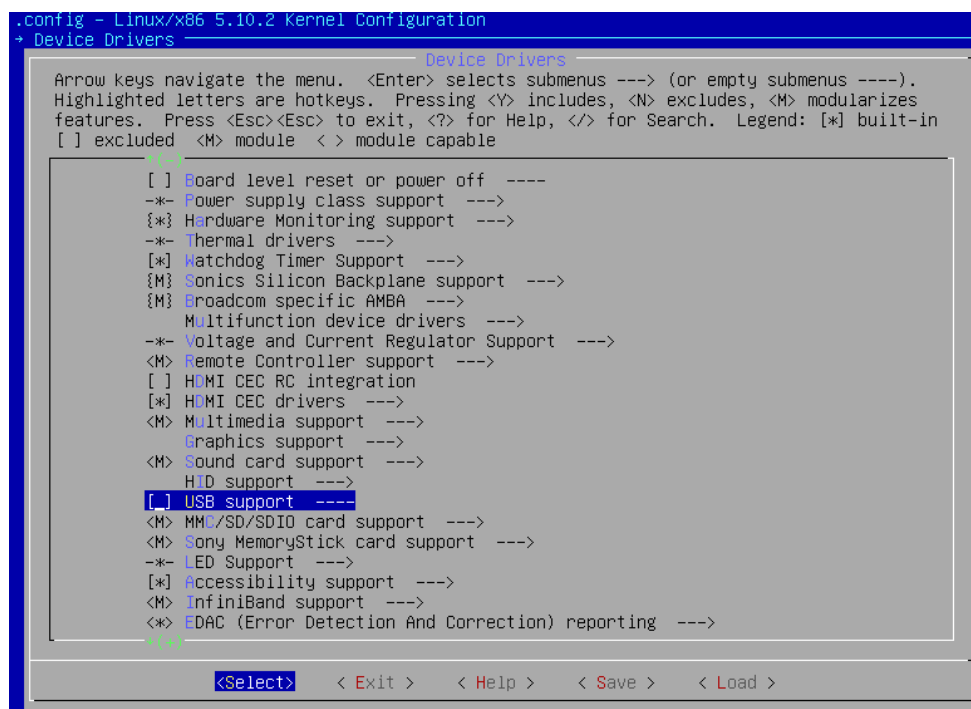 .config - Linux/x86 5.10.2 Kernel Configuration
→ Device Drivers
Device Drivers
Arrow keys navigate the menu.  <Enter> selects submenus ---> (or empty submenus ----).
Highlighted letters are hotkeys.  Pressing <Y> includes, <N> excludes, <M> modularizes
features.  Press <Esc><Esc> to exit, <?> for Help, </> for Search.  Legend: [*] built-in
[ ] excluded  <M> module  < > module capable
^(-)
[ ] Board level reset or power off  ----
-*- Power supply class support  --->
{*} Hardware Monitoring support  --->
-*- Thermal drivers  --->
[*] Watchdog Timer Support  --->
{M} Sonics Silicon Backplane support  --->
{M} Broadcom specific AMBA  --->
Multifunction device drivers  --->
-*- Voltage and Current Regulator Support  --->
<M> Remote Controller support  --->
[ ] HDMI CEC RC integration
[*] HDMI CEC drivers  --->
<M> Multimedia support  --->
Graphics support  --->
<M> Sound card support  --->
HID support  --->
[ ] USB support  ----
<M> MMC/SD/SDIO card support  --->
<M> Sony MemoryStick card support  --->
-*- LED Support  --->
[*] Accessibility support  --->
<M> InfiniBand support  --->
<*> EDAC (Error Detection And Correction) reporting  --->
+(+)
<Select>    < Exit >    < Help >    < Save >    < Load >